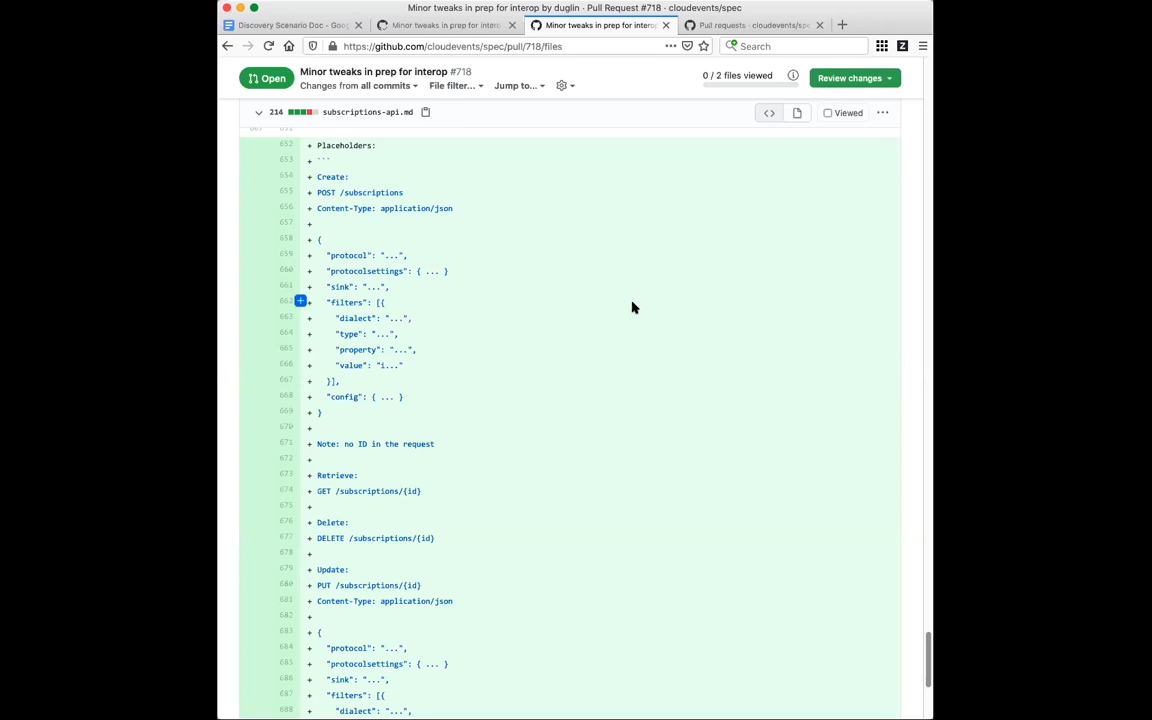 Minor tweaks in prep for interop by duglin · Pull Request #718 · cloudevents/spec
Discovery Scenario Doc - Goog
Minor tweaks in prep for interop
Minor tweaks in prep for interop
Pull requests · cloudevents/spe
https://github.com/cloudevents/spec/pull/718/files
Search
Open
Minor tweaks in prep for interop #718
Changes from all commits
File filter...
Jump to...
0 / 2 files viewed
Review changes
214 subscriptions-api.md
Viewed
652 + Placeholders:
653 + ```
654 + Create:
655 + POST /subscriptions
656 + Content-Type: application/json
657 +
658 + {
659 + "protocol": "...",
660 + "protocolsettings": { ... }
661 + "sink": "...",
662 + "filters": [{
663 + "dialect": "...",
664 + "type": "...",
665 + "property": "...",
666 + "value": "i..."
667 + }],
668 + "config": { ... }
669 + }
670 +
671 + Note: no ID in the request
672 +
673 + Retrieve:
674 + GET /subscriptions/{id}
675 +
676 + Delete:
677 + DELETE /subscriptions/{id}
678 +
679 + Update:
680 + PUT /subscriptions/{id}
681 + Content-Type: application/json
682 +
683 + {
684 + "protocol": "...",
685 + "protocolsettings": { ... }
686 + "sink": "...",
687 + "filters": [{
688 + "dialect": "...",